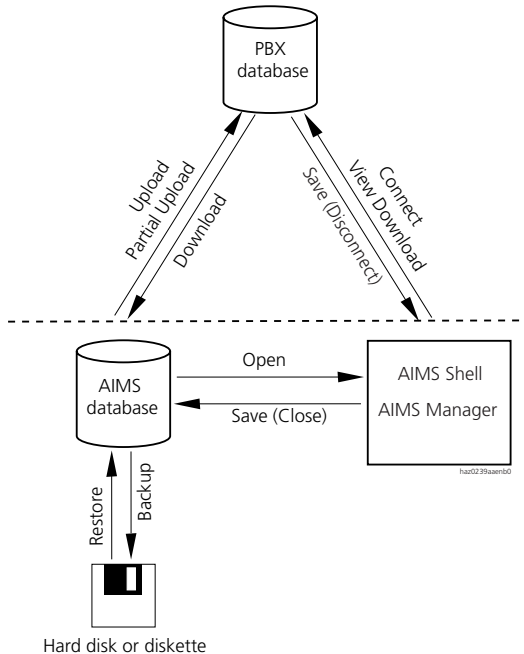 PBX
database
Upload
Partial Upload
Download
Connect
View Download
Save (Disconnect)
AIMS
database
Open
Save (Close)
AIMS Shell
AIMS Manager
haz0239aaenb0
Restore
Backup
Hard disk or diskette